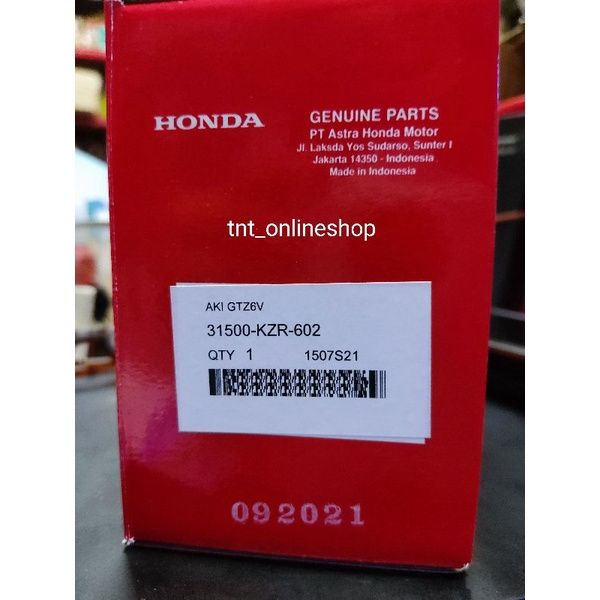 HONDA
GENUINE PARTS
PT Astra Honda Motor
Jl. Laksda Yos Sudarso, Sunter I
Jakarta 14350 - Indonesia
Made in Indonesia
tnt_onlineshop
AKI GTZ6V
31500-KZR-602
QTY 1 1507S21
092021